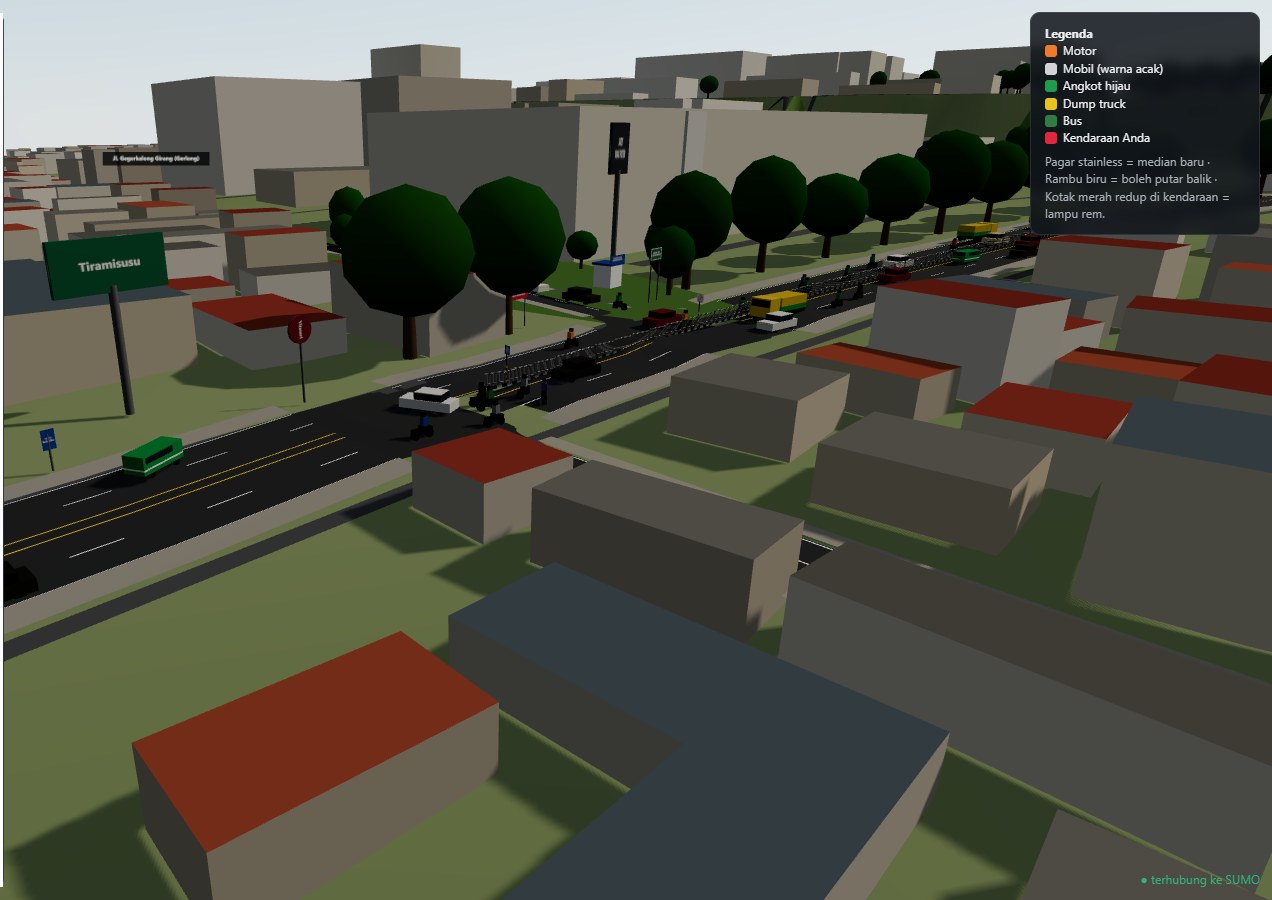 Legenda
Motor
Mobil (warna acak)
Angkot hijau
Dump truck
Bus
Kendaraan Anda
Pagar stainless = median baru ·
Rambu biru = boleh putar balik ·
Kotak merah redup di kendaraan =
lampu rem.
Jl. Gegerkalong Girang (Gerlong)
Tiramisusu
● terhubung ke SUMO